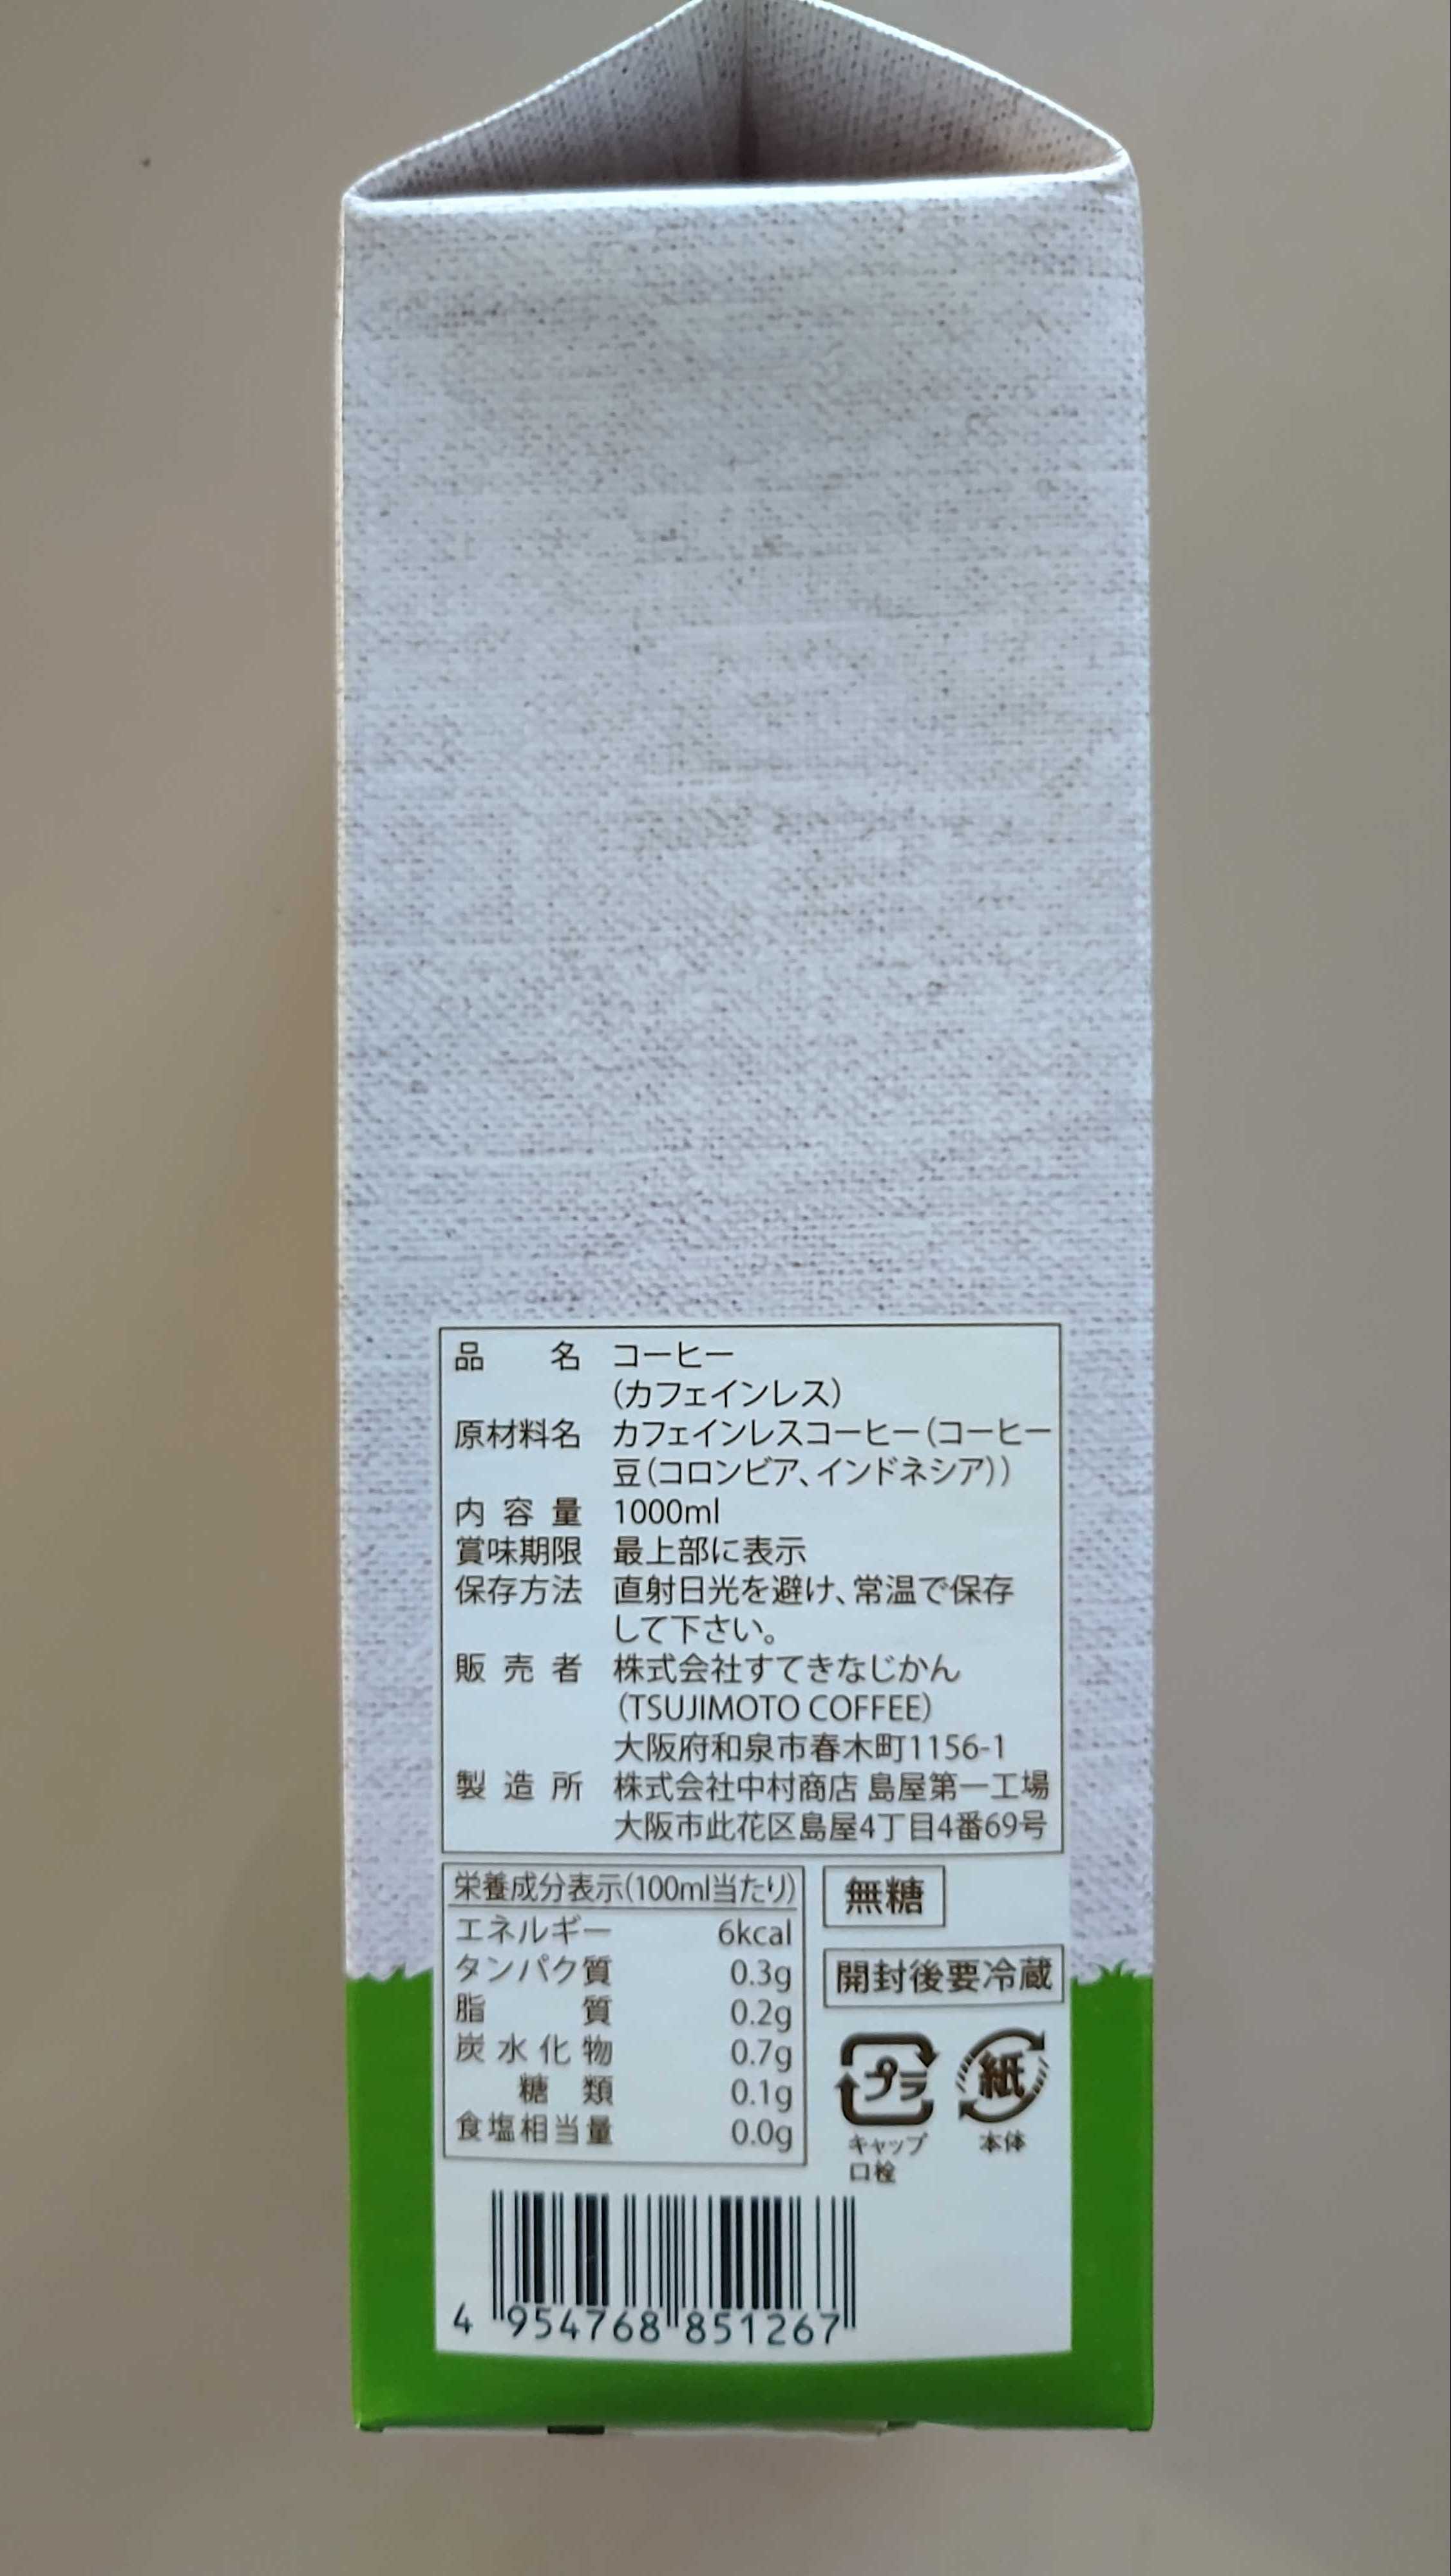 品名 コーヒー
(カフェインレス)
原材料名 カフェインレスコーヒー(コーヒー
豆(コロンビア、インドネシア))
内容量 1000ml
賞味期限 最上部に表示
保存方法 直射日光を避け、常温で保存
して下さい。
販売者 株式会社すてきなじかん
(TSUJIMOTO COFFEE)
大阪府和泉市春木町1156-1
製造所 株式会社中村商店 島屋第一工場
大阪市此花区島屋4丁目4番69号
栄養成分表示(100ml当たり)
エネルギー 6kcal
タンパク質 0.3g
脂質 0.2g
炭水化物 0.7g
糖類 0.1g
食塩相当量 0.0g
無糖
開封後要冷蔵
プラ
キャップ
口栓
紙
本体
4 954768 851267